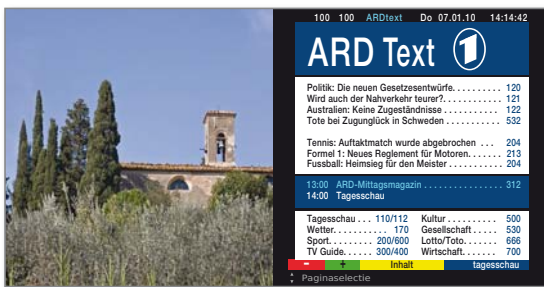 100 100 ARDtext Do 07.01.10 14:14:42
ARD Text 1
Politik: Die neuen Gesetzesentwürfe.......... 120
Wird auch der Nahverkehr teurer?............ 121
Australien: Keine Zugeständnisse............ 122
Tote bei Zugunglück in Schweden............ 532
Tennis: Auftaktmatch wurde abgebrochen ... 204
Formel 1: Neues Reglement für Motoren....... 213
Fussball: Heimsieg für den Meister........... 204
13:00 ARD-Mittagsmagazin................ 312
14:00 Tagesschau
Tagesschau... 110/112 Kultur.......... 500
Wetter........... 170 Gesellschaft...... 530
Sport......... 200/600 Lotto/Toto....... 666
TV Guide...... 300/400 Wirtschaft....... 700
- + Inhalt tagesschau
Paginaselectie